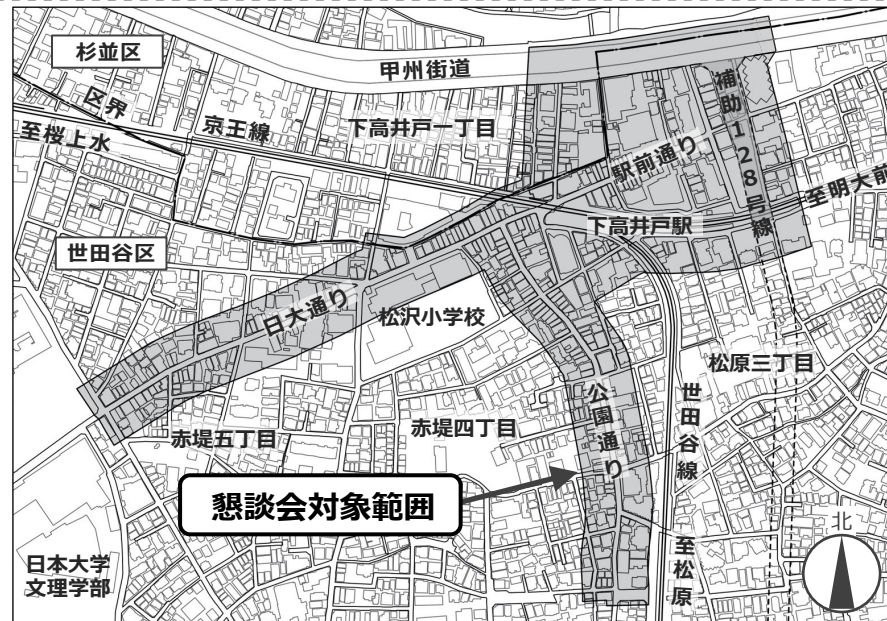 杉並区
甲州街道
区界
至桜上水
京王線
下高井戸一丁目
駅前通り
補助128号線
至明大前
下高井戸駅
世田谷区
日大通り
松沢小学校
松原三丁目
公園通り
世田谷線
赤堤五丁目
赤堤四丁目
懇談会対象範囲
至松原
北
日本大学
文理学部